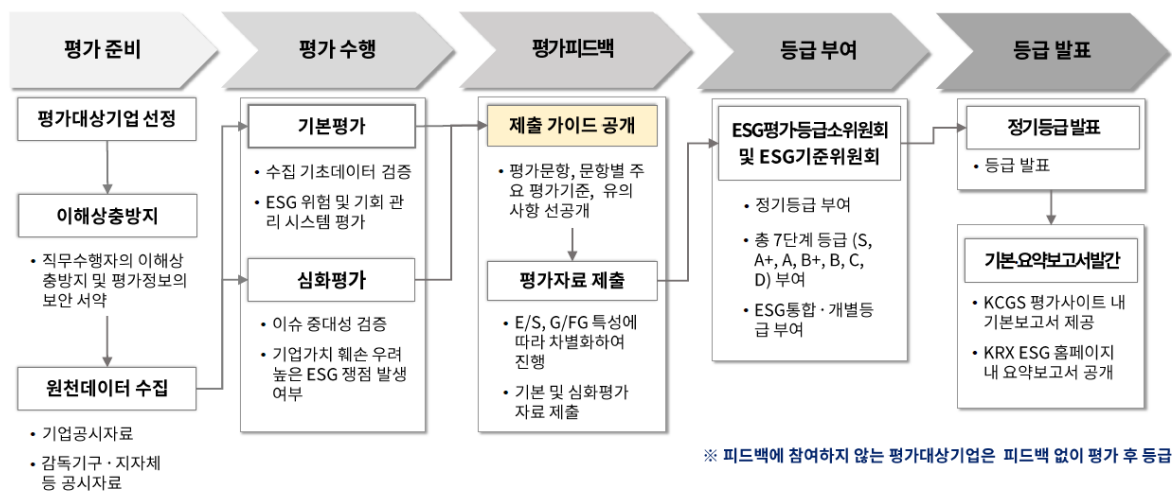 평가 준비
평가 수행
평가피드백
등급 부여
등급 발표
평가대상기업 선정
이해상충방지
• 직무수행자의 이해상
충방지 및 평가정보의
보안 서약
원천데이터 수집
• 기업공시자료
• 감독기구 · 지자체
등 공시자료
기본평가
• 수집 기초데이터 검증
• ESG 위험 및 기회 관
리 시스템 평가
심화평가
• 이슈 중대성 검증
• 기업가치 훼손 우려
높은 ESG 쟁점 발생
여부
제출 가이드 공개
• 평가문항, 문항별 주
요 평가기준, 유의
사항 선공개
평가자료 제출
• E/S, G/FG 특성에
따라 차별화하여
진행
• 기본 및 심화평가
자료 제출
ESG평가등급소위원회
및 ESG기준위원회
• 정기등급 부여
• 총 7단계 등급 (S,
A+, A, B+, B, C,
D) 부여
• ESG통합 · 개별등
급 부여
정기등급 발표
• 등급 발표
기본·요약보고서발간
• KCGS 평가사이트 내
기본보고서 제공
• KRX ESG 홈페이지
내 요약보고서 공개
※ 피드백에 참여하지 않는 평가대상기업은 피드백 없이 평가 후 등급